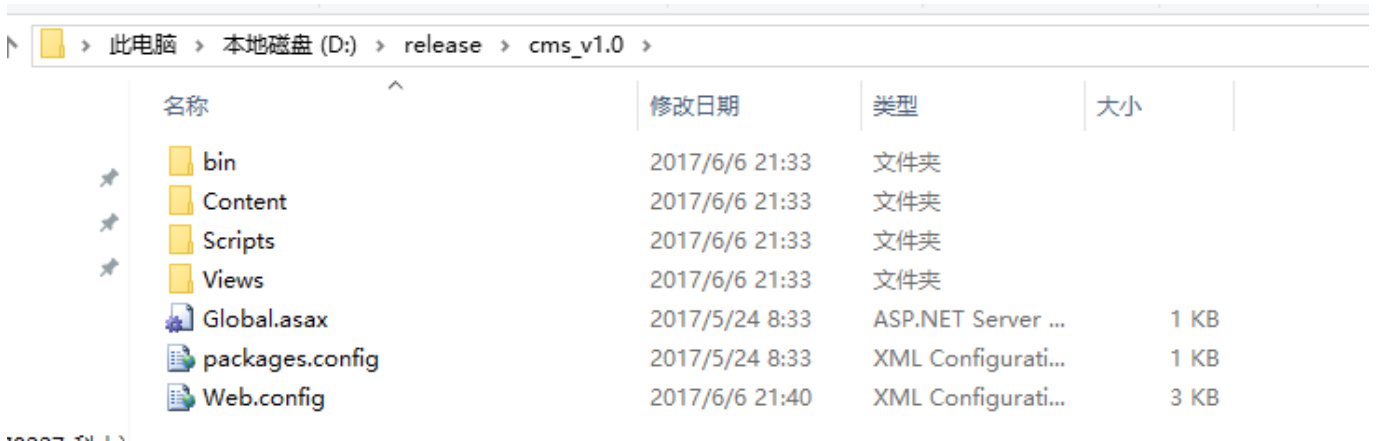 此电脑 > 本地磁盘 (D:) > release > cms_v1.0 >
名称 修改日期 类型 大小
bin 2017/6/6 21:33 文件夹
Content 2017/6/6 21:33 文件夹
Scripts 2017/6/6 21:33 文件夹
Views 2017/6/6 21:33 文件夹
Global.asax 2017/5/24 8:33 ASP.NET Server ... 1 KB
packages.config 2017/5/24 8:33 XML Configurati... 1 KB
Web.config 2017/6/6 21:40 XML Configurati... 3 KB